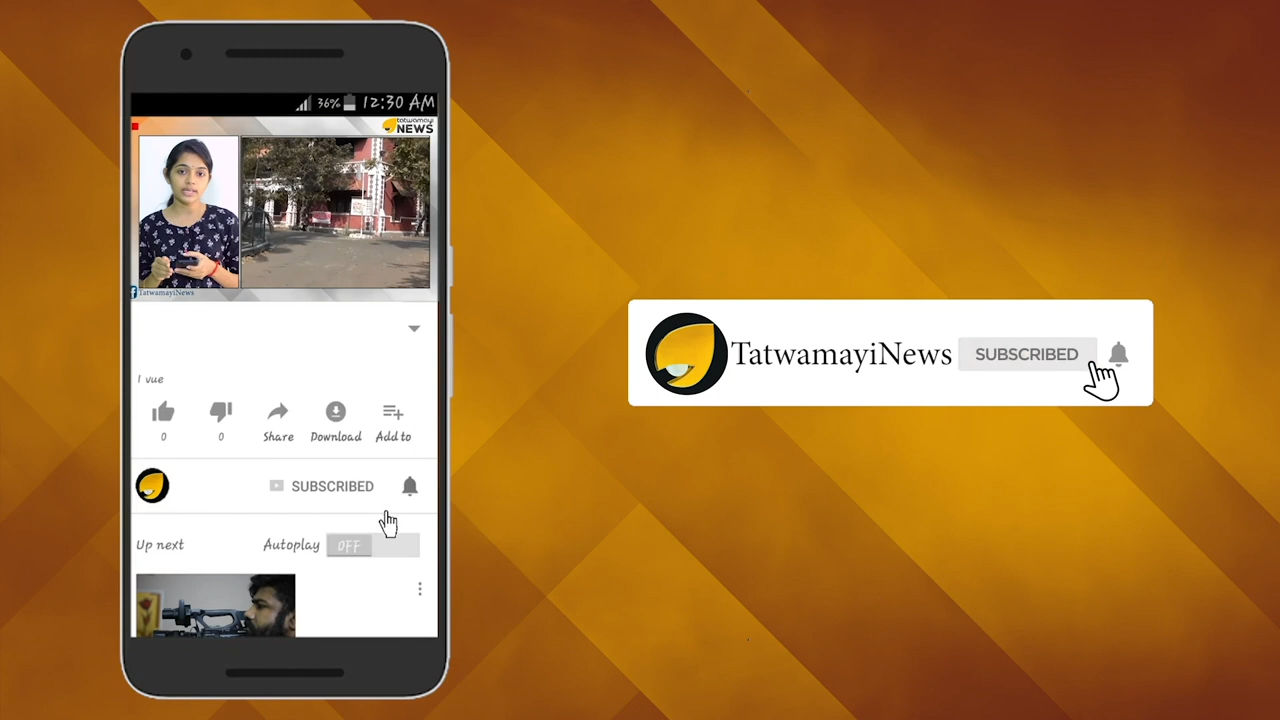 36% 12:30 AM
tatwamayi
NEWS
f TatwamayiNews
1 vue
0 0 Share Download Add to
SUBSCRIBED
Up next Autoplay OFF
TatwamayiNews SUBSCRIBED